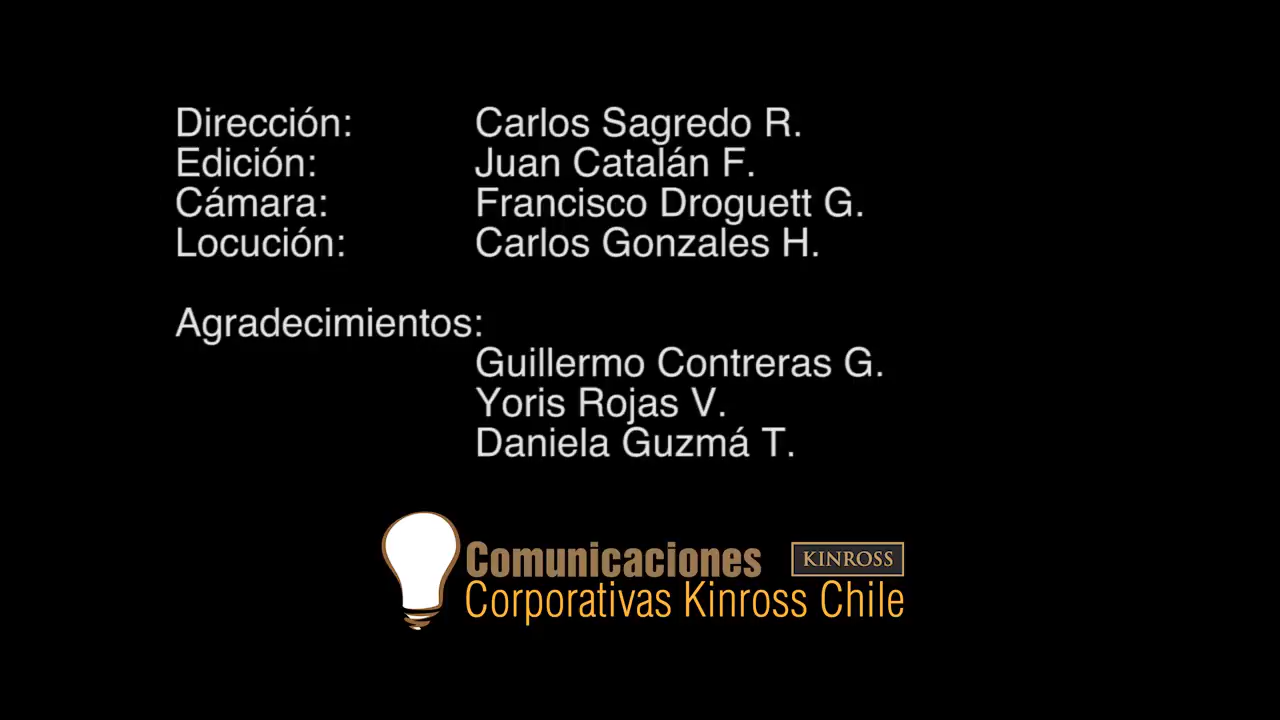 Dirección: Carlos Sagredo R.
Edición: Juan Catalán F.
Cámara: Francisco Droguett G.
Locución: Carlos Gonzales H.
Agradecimientos:
Guillermo Contreras G.
Yoris Rojas V.
Daniela Guzmá T.
Comunicaciones KINROSS
Corporativas Kinross Chile